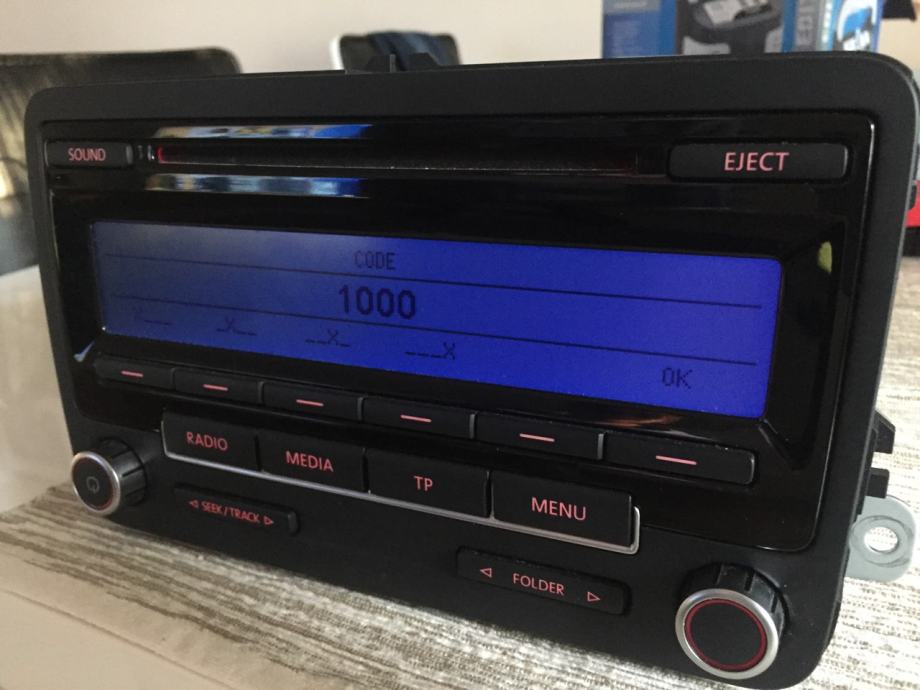 SOUND
EJECT
CODE
1000
X___ _X__ __X_ ___X
OK
RADIO MEDIA TP MENU
◁ SEEK/TRACK ▷
◁ FOLDER ▷